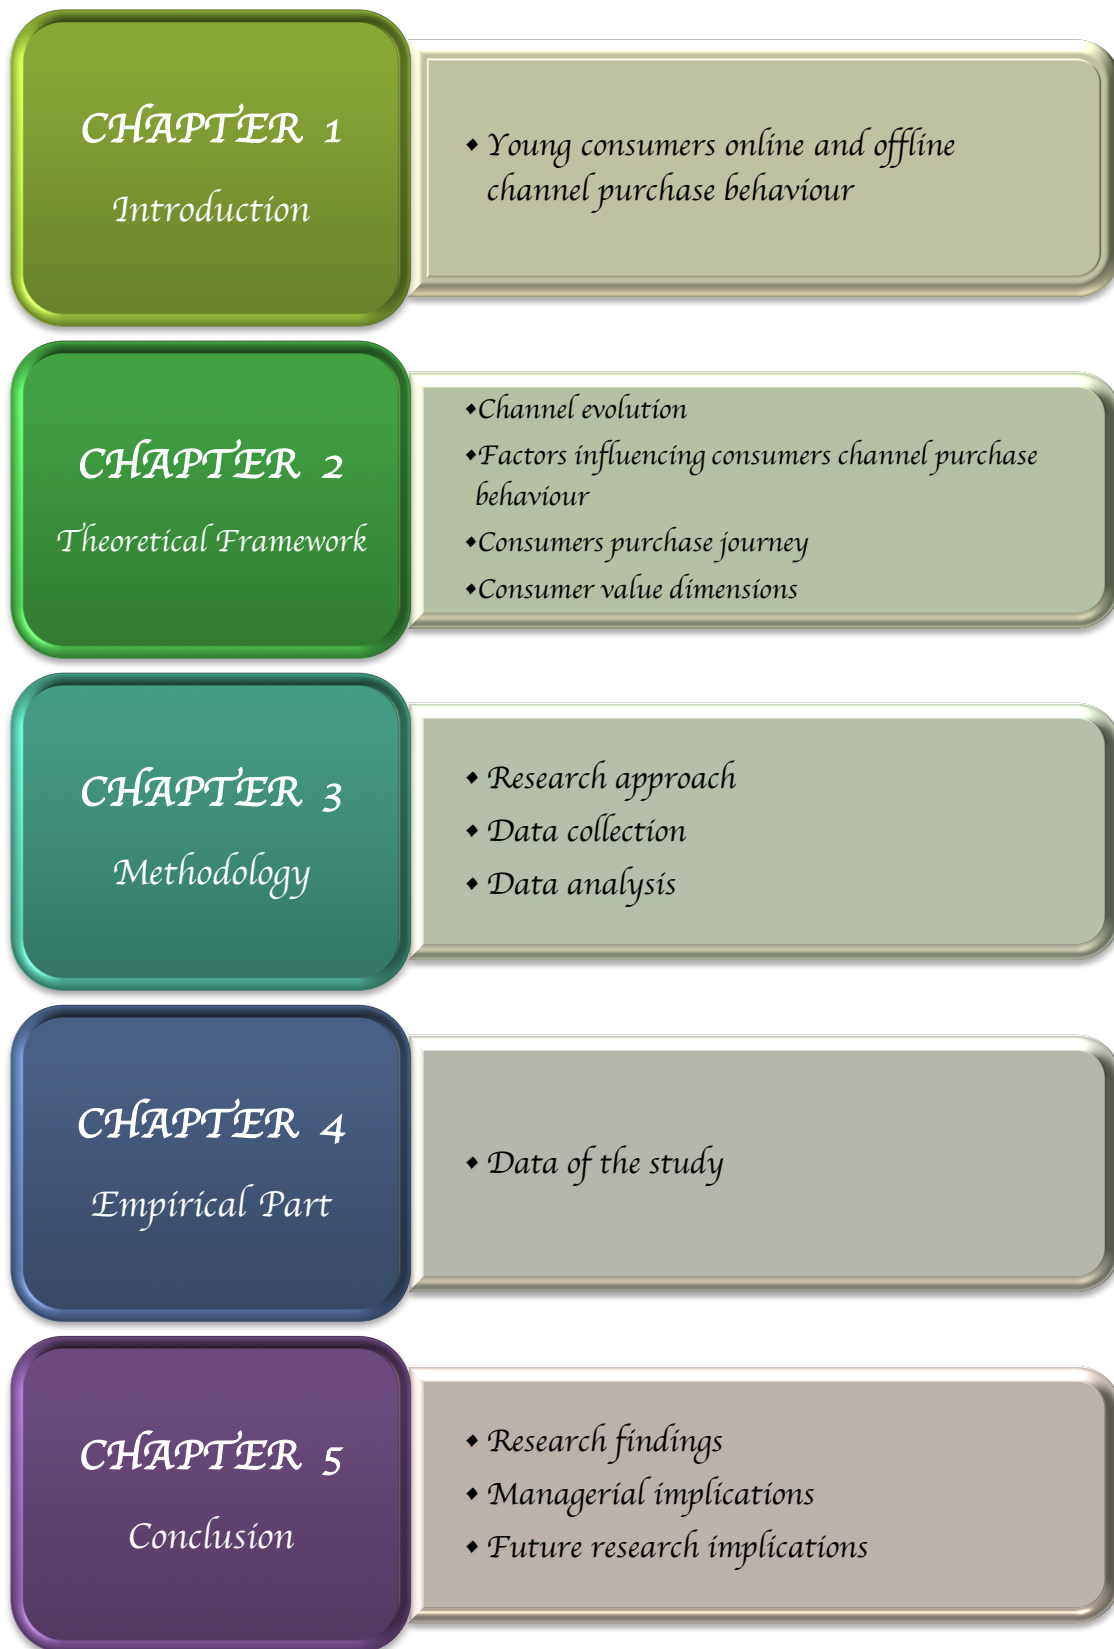 CHAPTER 1
Introduction
• Young consumers online and offline
channel purchase behaviour
CHAPTER 2
Theoretical Framework
•Channel evolution
•Factors influencing consumers channel purchase
behaviour
•Consumers purchase journey
•Consumer value dimensions
CHAPTER 3
Methodology
• Research approach
• Data collection
• Data analysis
CHAPTER 4
Empirical Part
• Data of the study
CHAPTER 5
Conclusion
• Research findings
• Managerial implications
• Future research implications